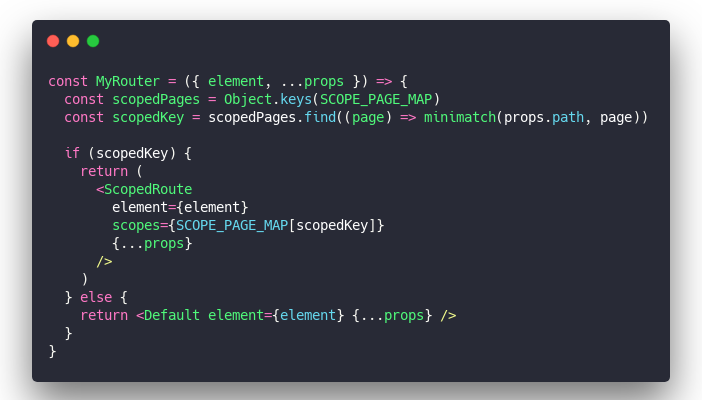 const MyRouter = ({ element, ...props }) => {
  const scopedPages = Object.keys(SCOPE_PAGE_MAP)
  const scopedKey = scopedPages.find((page) => minimatch(props.path, page))

  if (scopedKey) {
    return (
      <ScopedRoute
        element={element}
        scopes={SCOPE_PAGE_MAP[scopedKey]}
        {...props}
      />
    )
  } else {
    return <Default element={element} {...props} />
  }
}